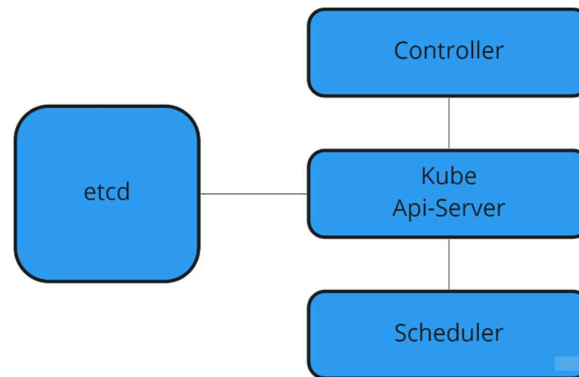 Controller
etcd
Kube
Api-Server
Scheduler